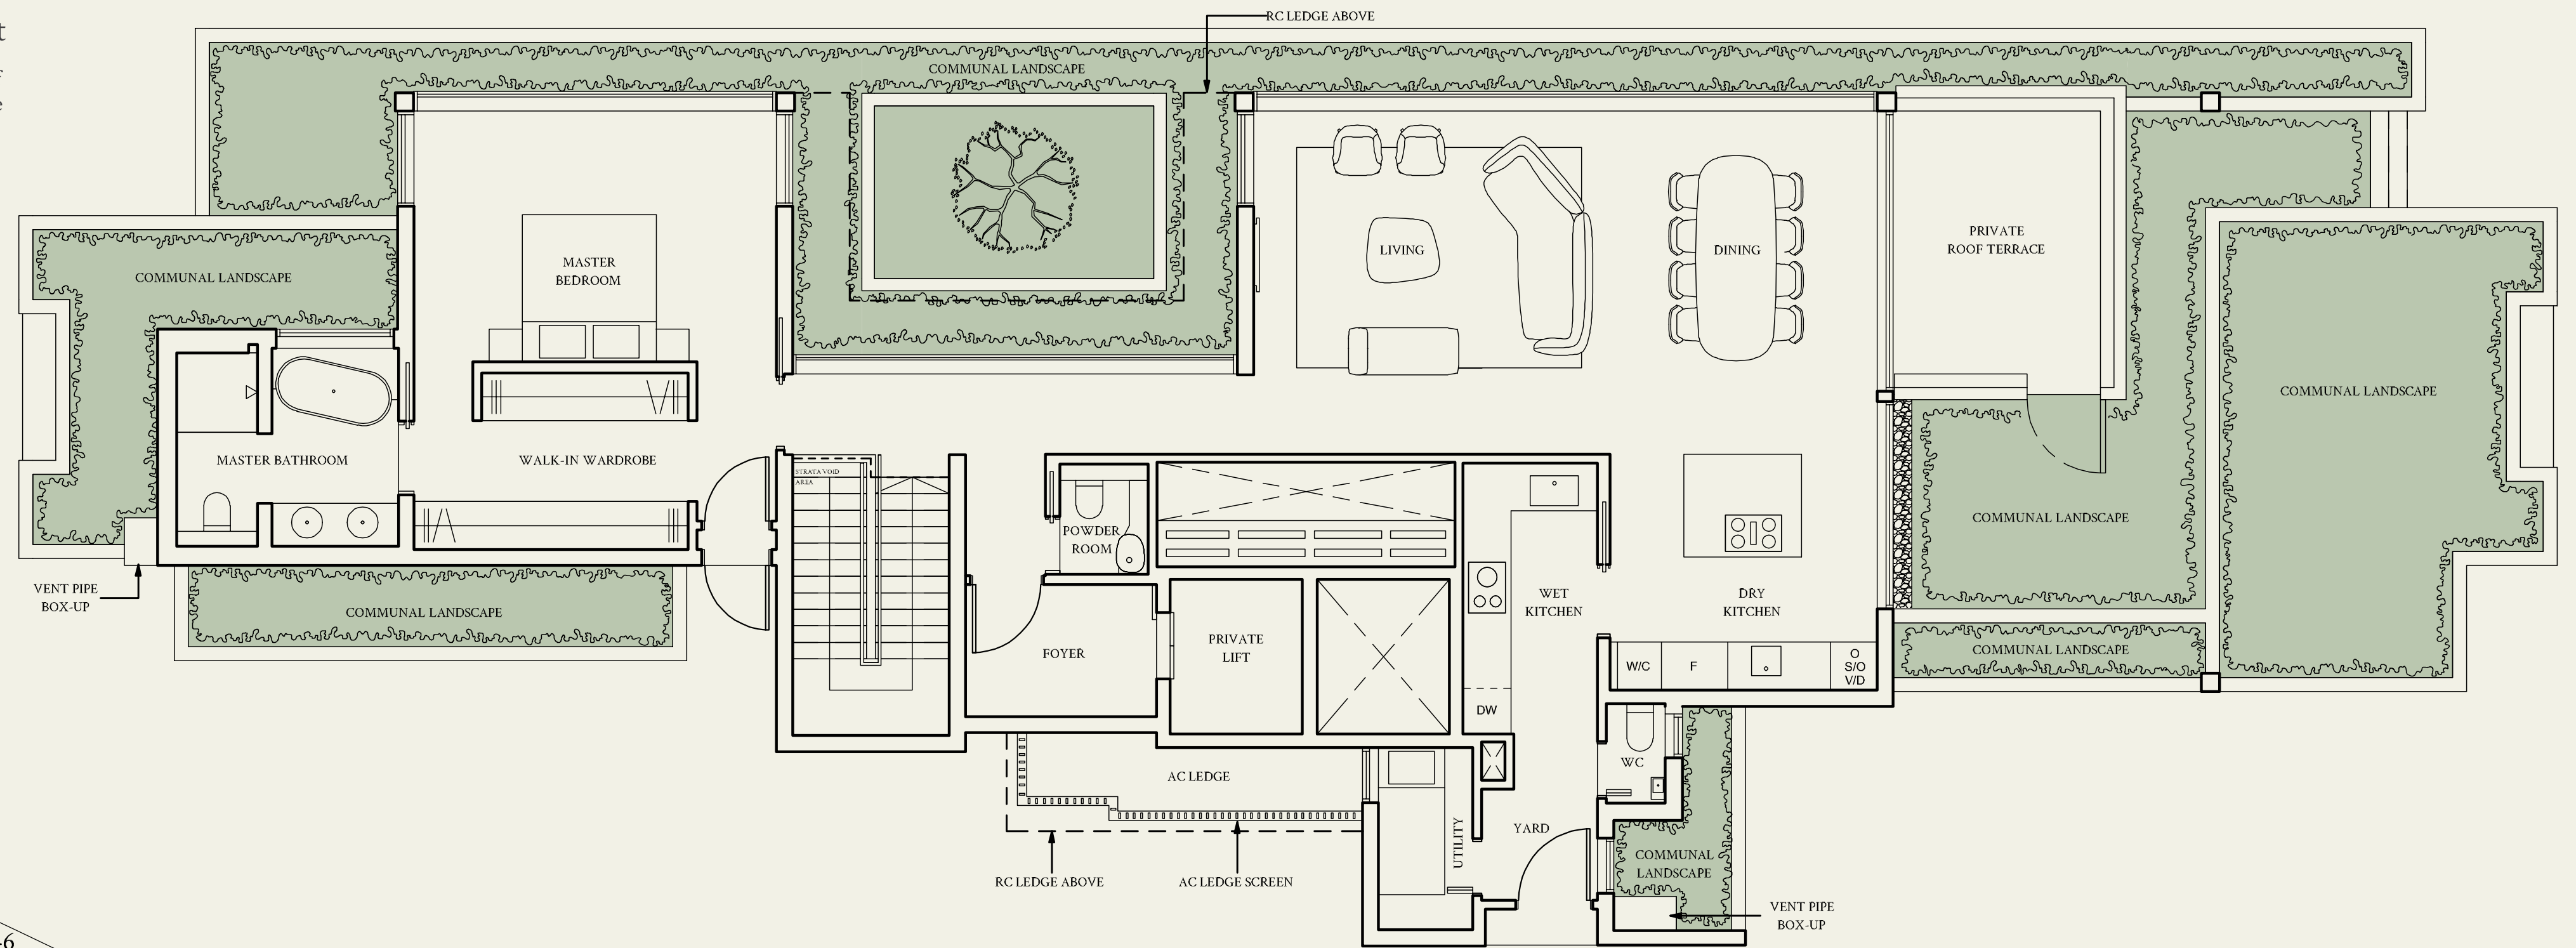 RC LEDGE ABOVE
COMMUNAL LANDSCAPE
PRIVATE
ROOF TERRACE
LIVING
DINING
MASTER
BEDROOM
COMMUNAL LANDSCAPE
COMMUNAL LANDSCAPE
MASTER BATHROOM
WALK-IN WARDROBE
STRATA VOID
AREA
POWDER
ROOM
COMMUNAL LANDSCAPE
VENT PIPE
BOX-UP
COMMUNAL LANDSCAPE
WET
KITCHEN
DRY
KITCHEN
FOYER
PRIVATE
LIFT
COMMUNAL LANDSCAPE
W/C
F
O
S/O
V/D
DW
WC
AC LEDGE
UTILITY
YARD
COMMUNAL
LANDSCAPE
RC LEDGE ABOVE
AC LEDGE SCREEN
VENT PIPE
BOX-UP